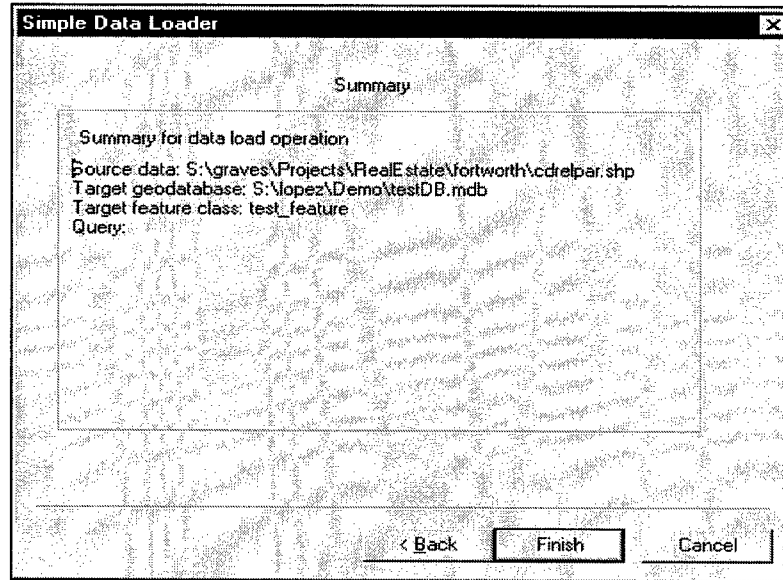 Simple Data Loader
Summary
Summary for data load operation
Source data: S:\graves\Projects\RealEstate\fortworth\cdrelpar.shp
Target geodatabase: S:\lopez\Demo\testDB.mdb
Target feature class: test_feature
Query:
< Back
Finish
Cancel